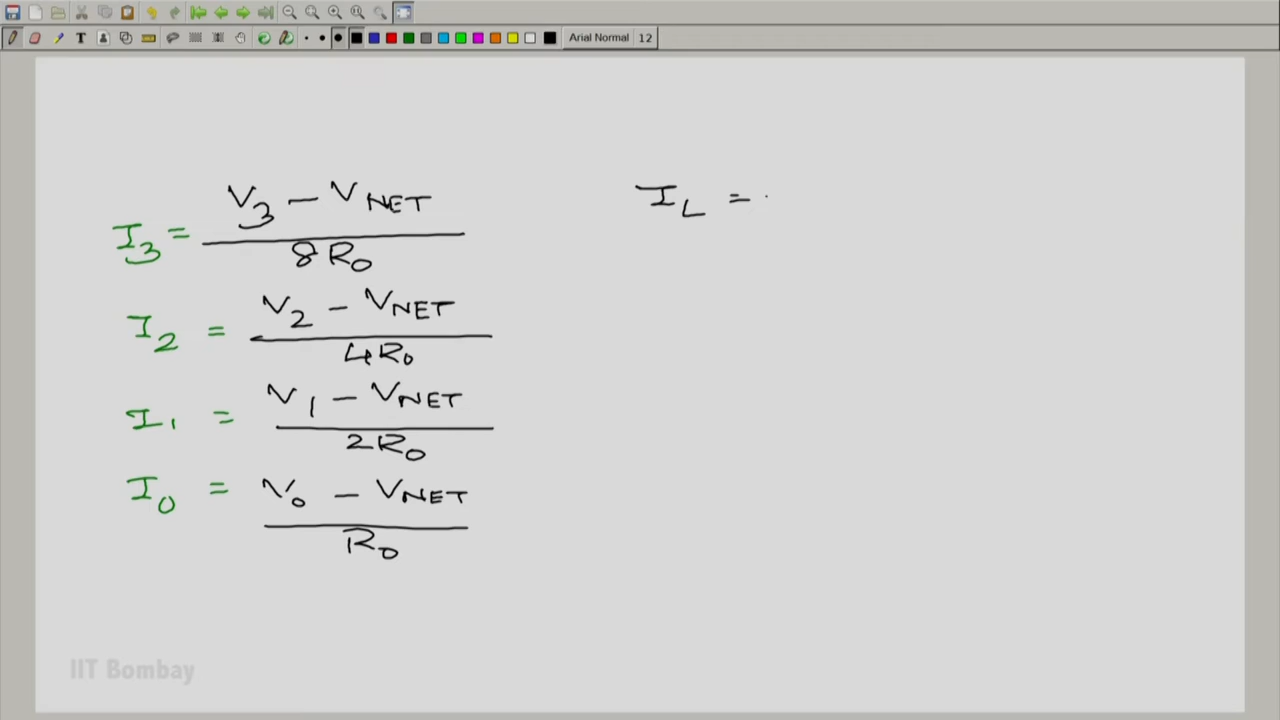 Arial Normal 12
I3 = V3 - VNET / 8R0
I2 = V2 - VNET / 4R0
I1 = V1 - VNET / 2R0
I0 = V0 - VNET / R0
IL =
IIT Bombay